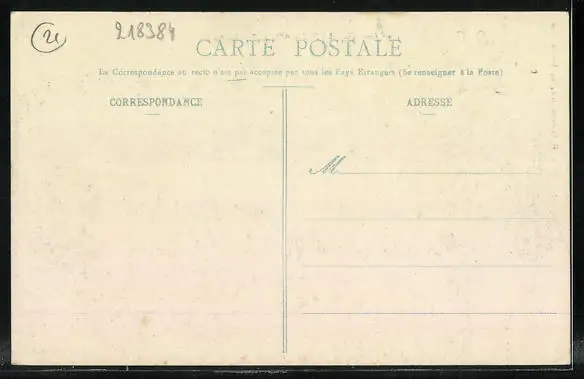 21
218384
CARTE POSTALE
La Correspondance au recto n'est pas acceptée par tous les Pays Etrangers (Se renseigner à la Poste)
CORRESPONDANCE
ADRESSE
M